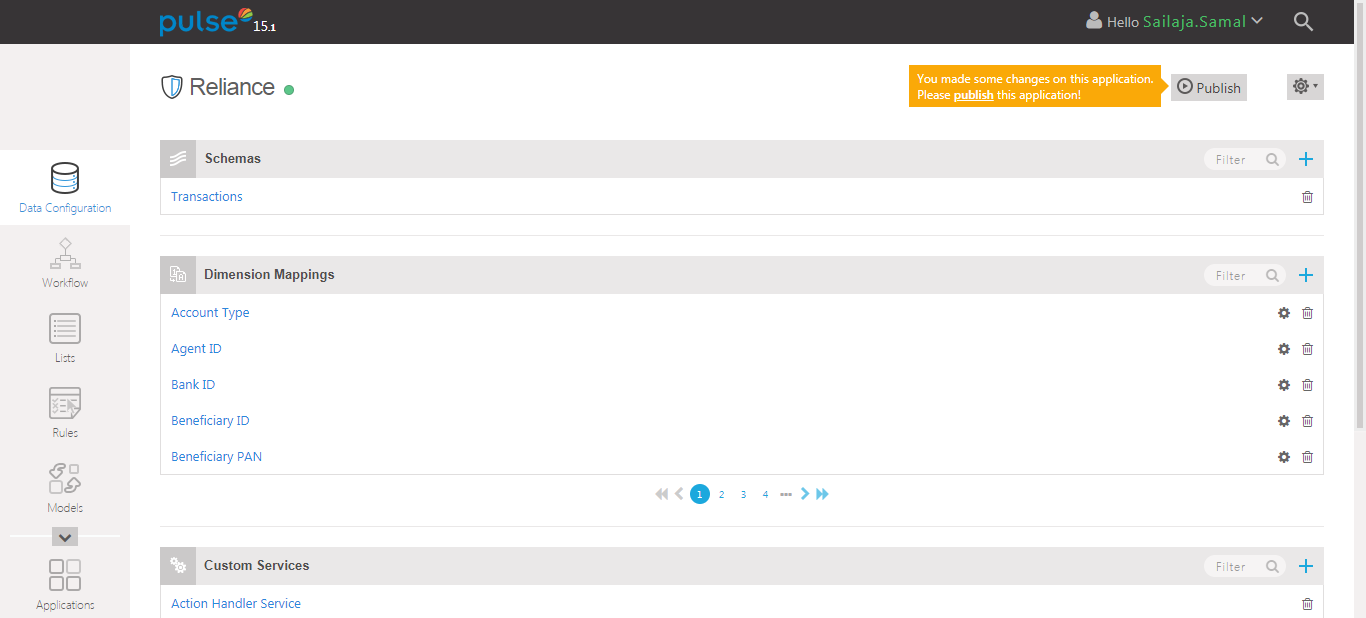 pulse 15.1
Hello Sailaja.Samal
Reliance
You made some changes on this application.
Please publish this application!
Publish
Data Configuration
Workflow
Lists
Rules
Models
Applications
Schemas
Filter
Transactions
Dimension Mappings
Filter
Account Type
Agent ID
Bank ID
Beneficiary ID
Beneficiary PAN
1 2 3 4
Custom Services
Filter
Action Handler Service